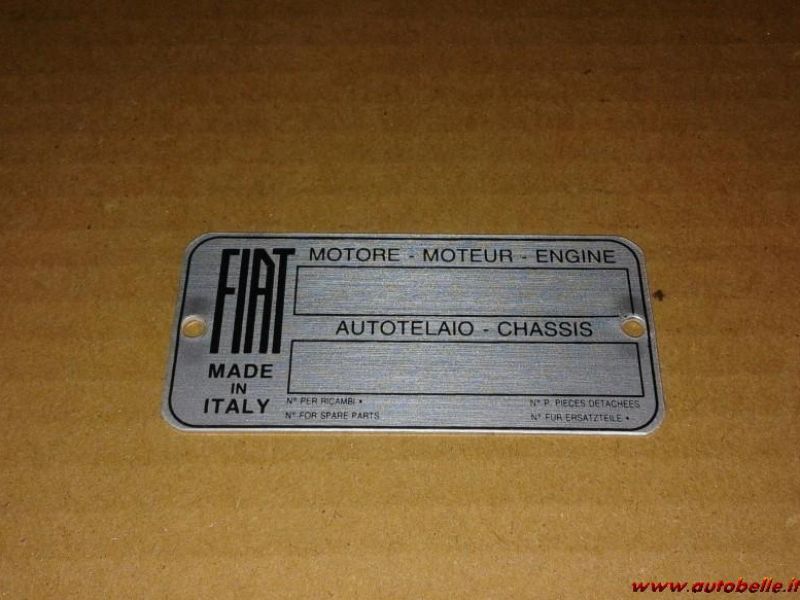 FIAT
MADE
IN
ITALY
MOTORE - MOTEUR - ENGINE
AUTOTELAIO - CHASSIS
N° PER RICAMBI •
N° FOR SPARE PARTS
N° P. PIECES DETACHEES
N° FUR ERSATZTEILE •
www.autobelle.it